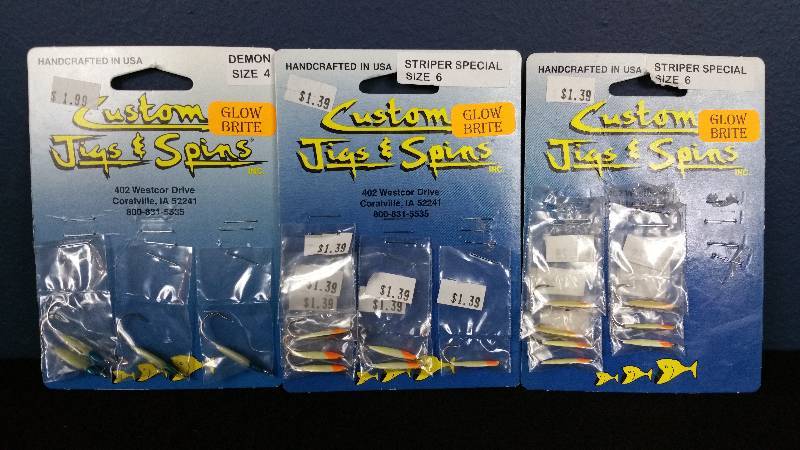 HANDCRAFTED IN USA
DEMON
SIZE 4
$1.99
Custom
GLOW
BRITE
Jigs & Spins
INC.
402 Westcor Drive
Coralville, IA 52241
800-831-5535
HANDCRAFTED IN USA
STRIPER SPECIAL
SIZE 6
$1.39
Custom
GLOW
BRITE
Jigs & Spins
INC.
402 Westcor Drive
Coralville, IA 52241
800-831-5535
$1.39
$1.39
$1.39
$1.39
$1.39
$1.39
HANDCRAFTED IN USA
STRIPER SPECIAL
SIZE 6
$1.39
Custom
GLOW
BRITE
Jigs & Spins
INC.